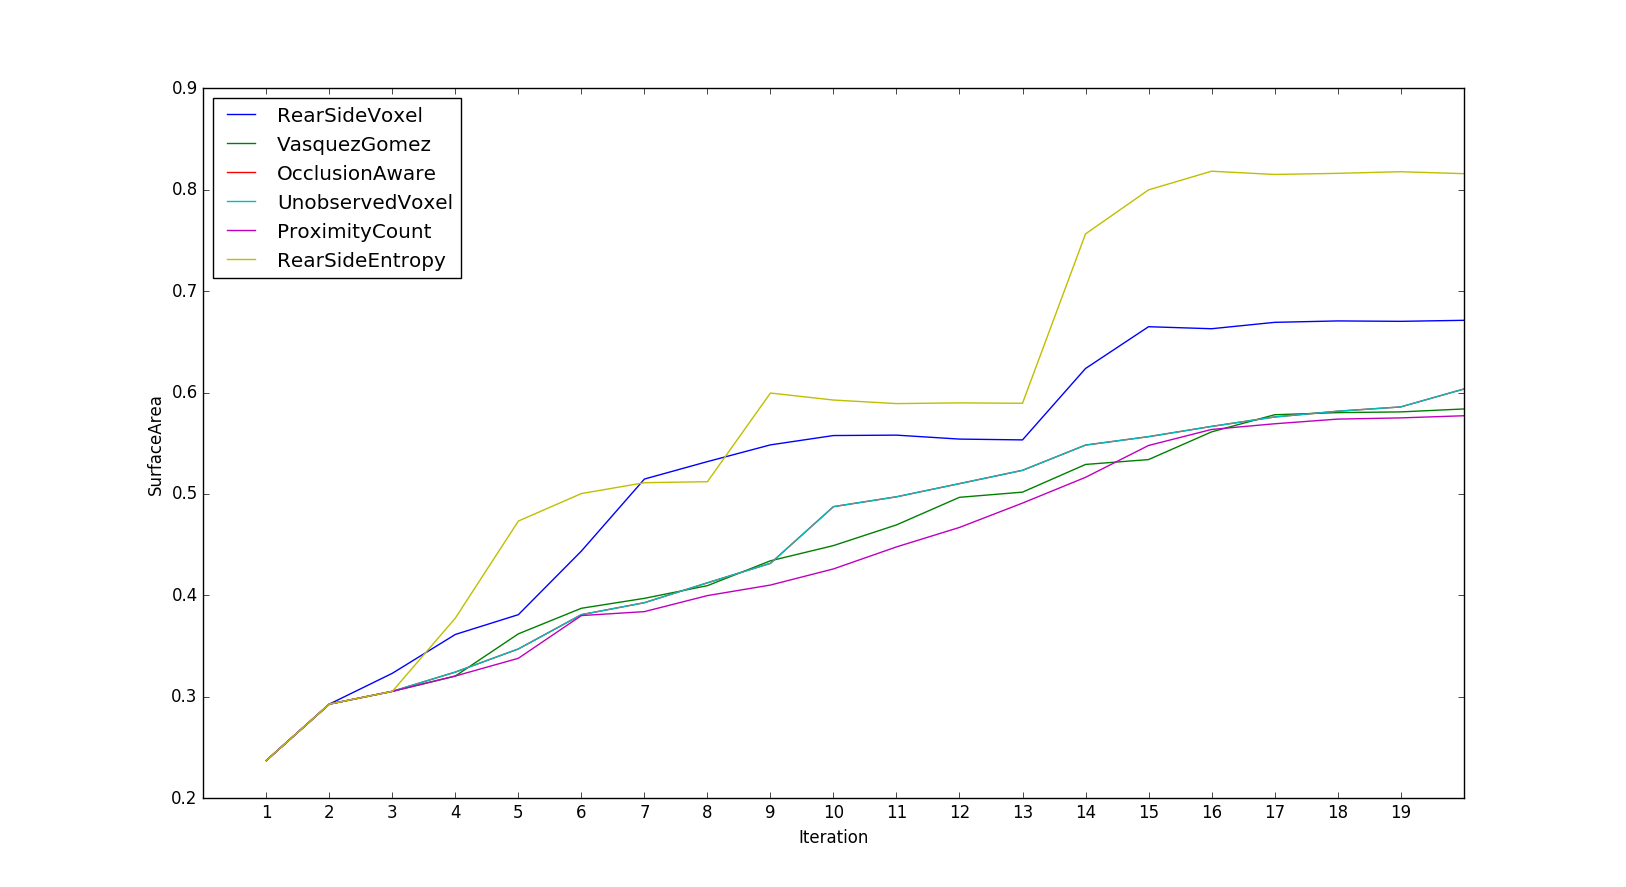 0.9
RearSideVoxel
VasquezGomez
OcclusionAware
UnobservedVoxel
ProximityCount
RearSideEntropy
0.8
0.7
0.6
SurfaceArea
0.5
0.4
0.3
0.2
1 2 3 4 5 6 7 8 9 10 11 12 13 14 15 16 17 18 19
Iteration